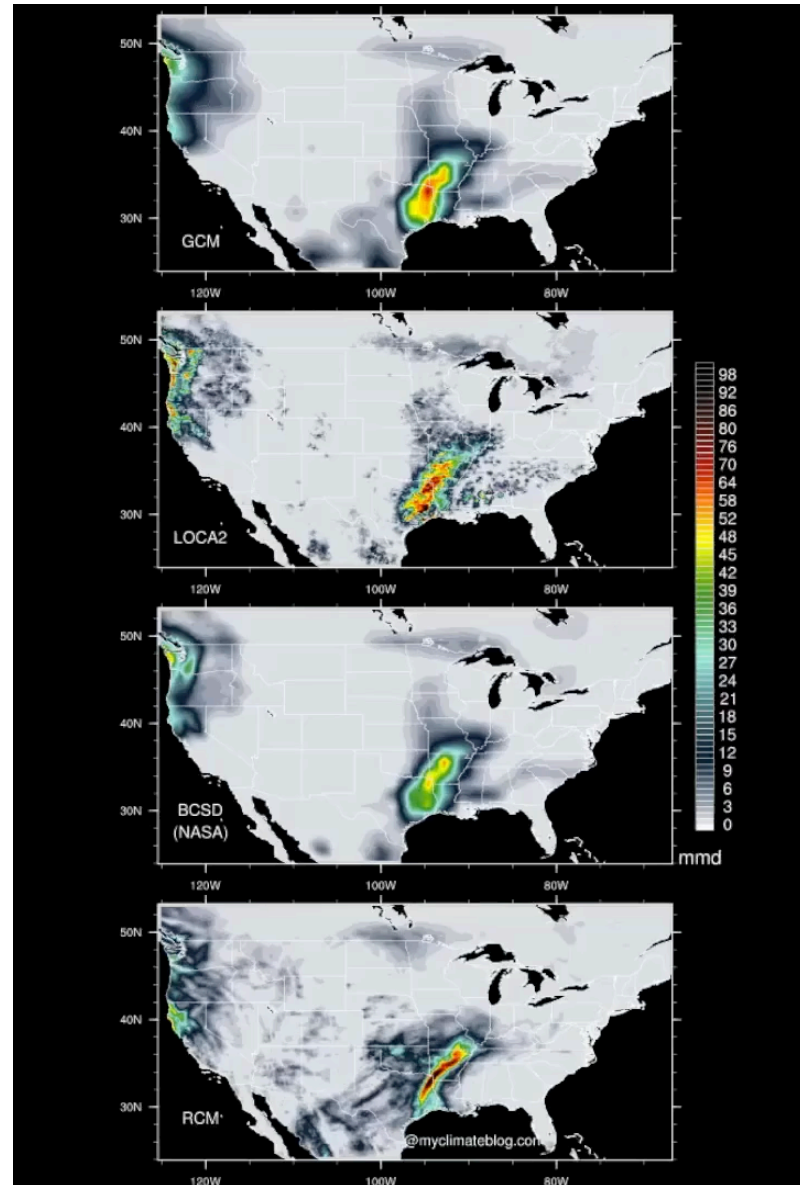 50N
40N
30N
GCM
120W 100W 80W
50N
40N
30N
LOCA2
120W 100W 80W
98
92
86
80
76
70
64
58
52
48
45
42
39
36
33
30
27
24
21
18
15
12
9
6
3
0
mmd
50N
40N
30N
BCSD
(NASA)
120W 100W 80W
50N
40N
30N
RCM
@myclimateblog.com
120W 100W 80W